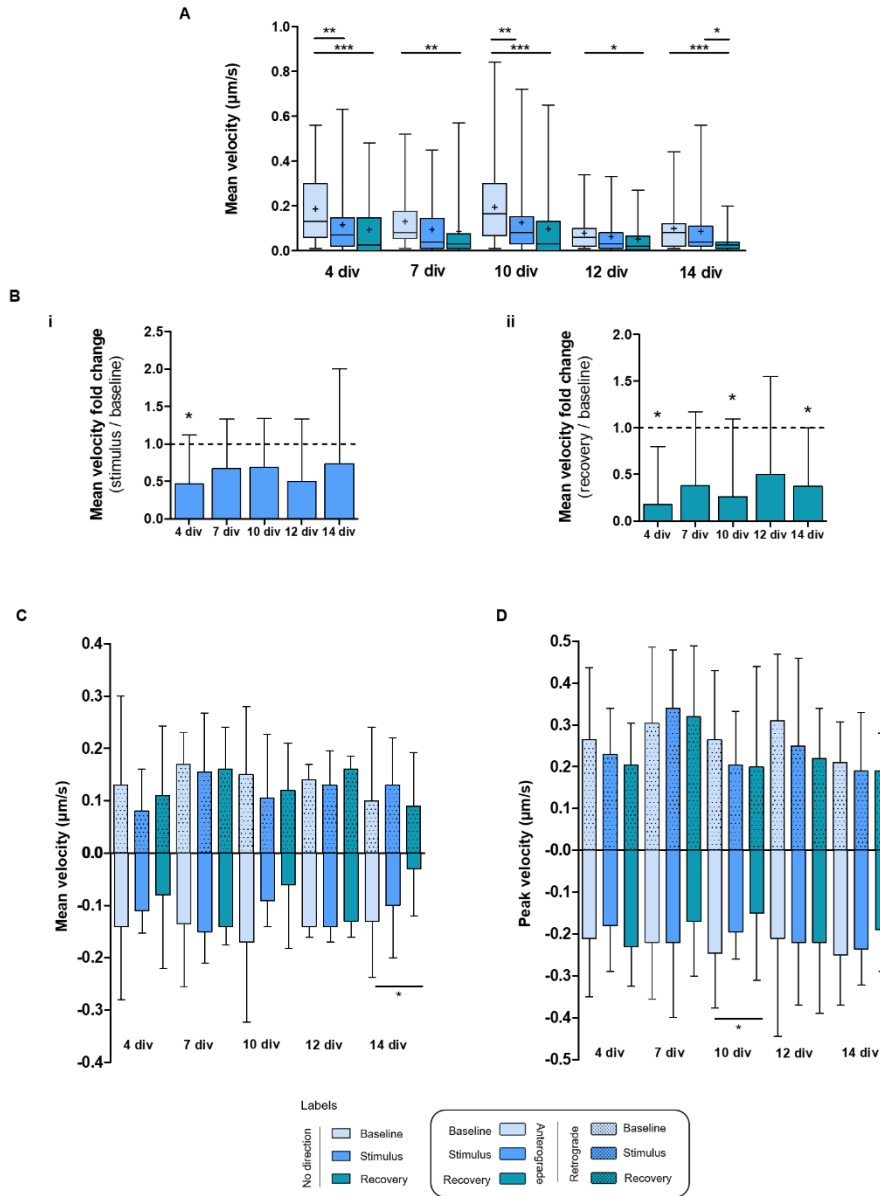 A
Mean velocity (µm/s)
1.0
0.8
0.6
0.4
0.2
0.0
** ** *
*** ** *** * ***
+ + + + + + + + + + + + + + +
4 div 7 div 10 div 12 div 14 div
B
i
Mean velocity fold change
(stimulus / baseline)
2.5
2.0
1.5
1.0
0.5
0.0
*
4 div 7 div 10 div 12 div 14 div
ii
Mean velocity fold change
(recovery / baseline)
2.0
1.5
1.0
0.5
0.0
* * *
4 div 7 div 10 div 12 div 14 div
C
Mean velocity (µm/s)
0.4
0.3
0.2
0.1
0.0
-0.1
-0.2
-0.3
-0.4
*
4 div 7 div 10 div 12 div 14 div
D
Peak velocity (µm/s)
0.5
0.4
0.3
0.2
0.1
-0.0
-0.1
-0.2
-0.3
-0.4
-0.5
*
4 div 7 div 10 div 12 div 14 div
Labels
No direction
Baseline
Stimulus
Recovery
Baseline
Stimulus
Recovery
Anterograde
Retrograde
Baseline
Stimulus
Recovery